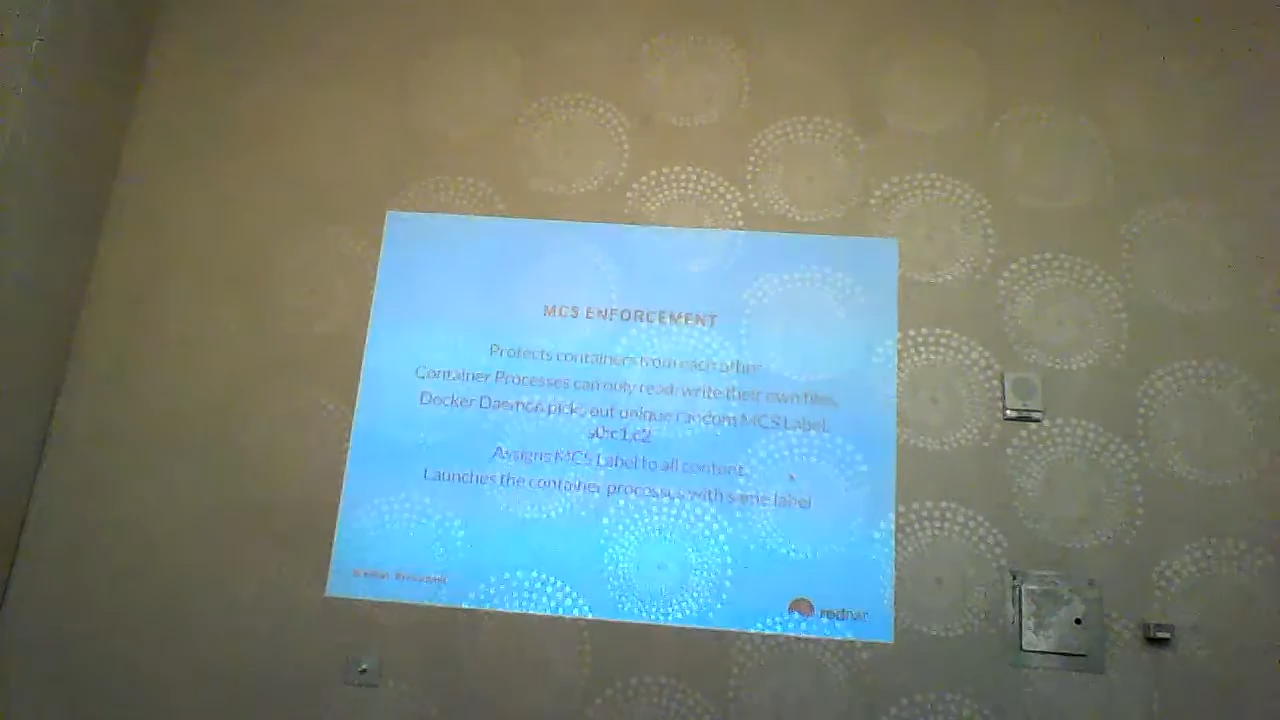 MCS ENFORCEMENT
Protects containers from each other.
Container Processes can only read/write their own files.
Docker Daemon picks out unique random MCS Label.
s0:c1,c2
Assigns MCS Label to all content
Launches the container processes with same label
redhat